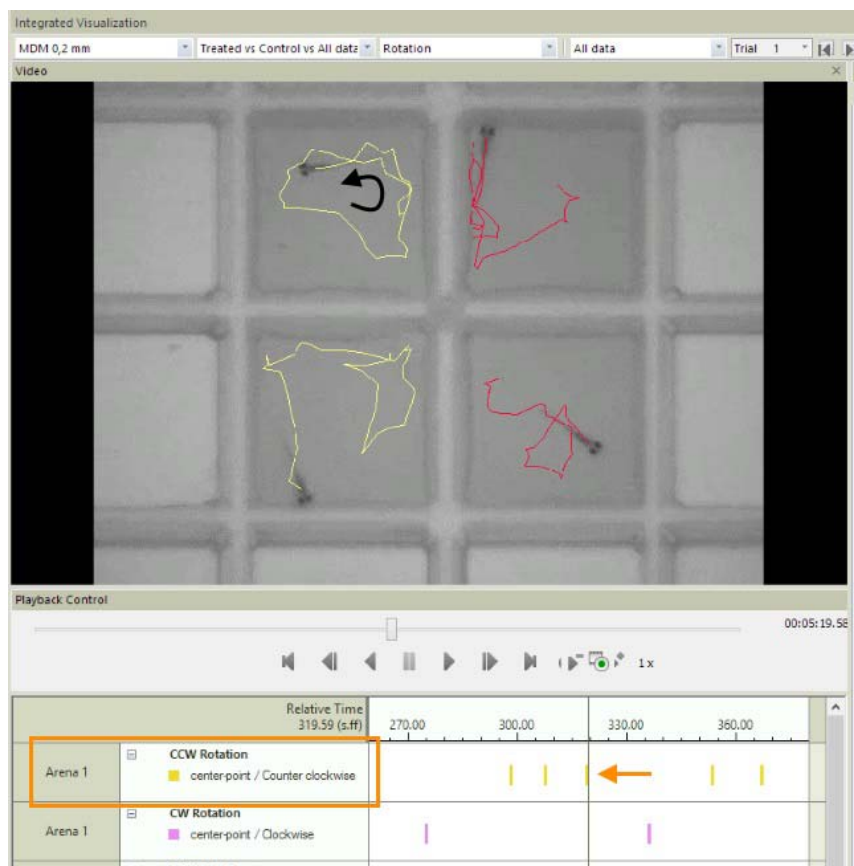 Integrated Visualization
MDM 0,2 mm Treated vs Control vs All data Rotation All data Trial 1
Video
Playback Control
00:05:19.58
1x
Relative Time
319.59 (s.ff) 270.00 300.00 330.00 360.00
CCW Rotation
Arena 1 center-point / Counter clockwise
CW Rotation
Arena 1 center-point / Clockwise